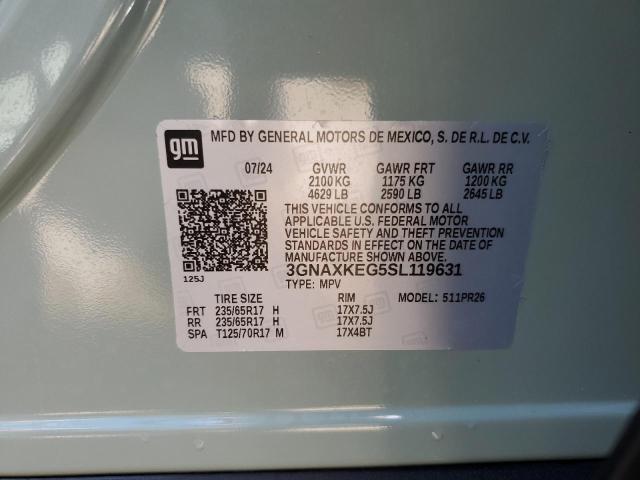 gm MFD BY GENERAL MOTORS DE MEXICO, S. DE R.L. DE C.V.
07/24 GVWR GAWR FRT GAWR RR
2100 KG 1175 KG 1200 KG
4629 LB 2590 LB 2645 LB
THIS VEHICLE CONFORMS TO ALL
APPLICABLE U.S. FEDERAL MOTOR
VEHICLE SAFETY AND THEFT PREVENTION
STANDARDS IN EFFECT ON THE DATE OF
MANUFACTURE SHOWN ABOVE.
3GNAXKEG5SL119631
125J
TYPE: MPV MODEL: 511PR26
TIRE SIZE RIM
FRT 235/65R17 H 17X7.5J
RR 235/65R17 H 17X7.5J
SPA T125/70R17 M 17X4BT